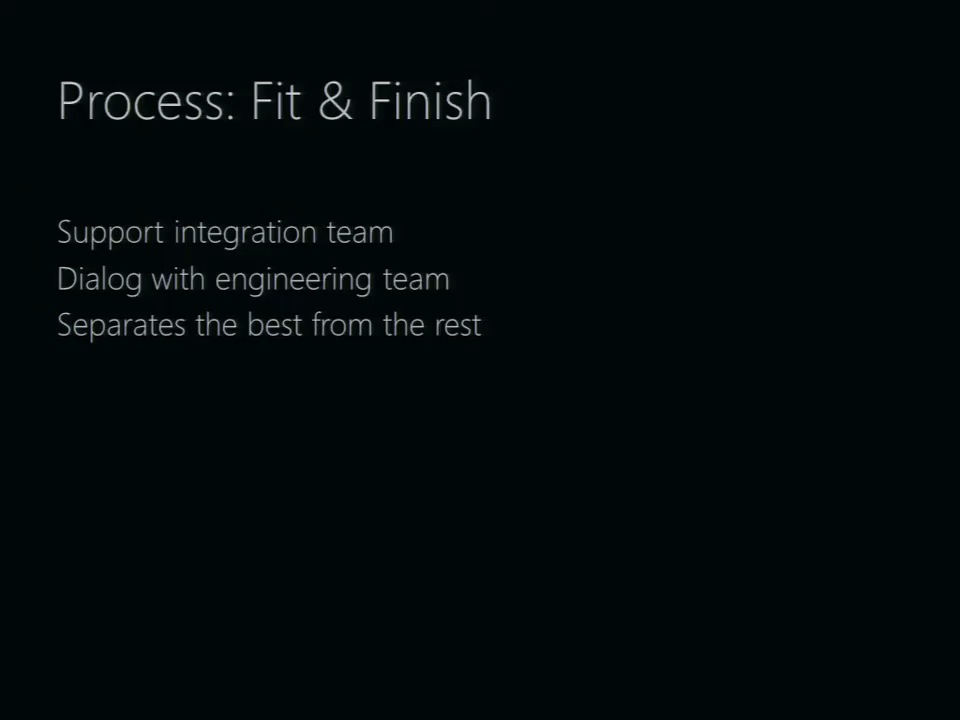 Process: Fit & Finish
Support integration team
Dialog with engineering team
Separates the best from the rest